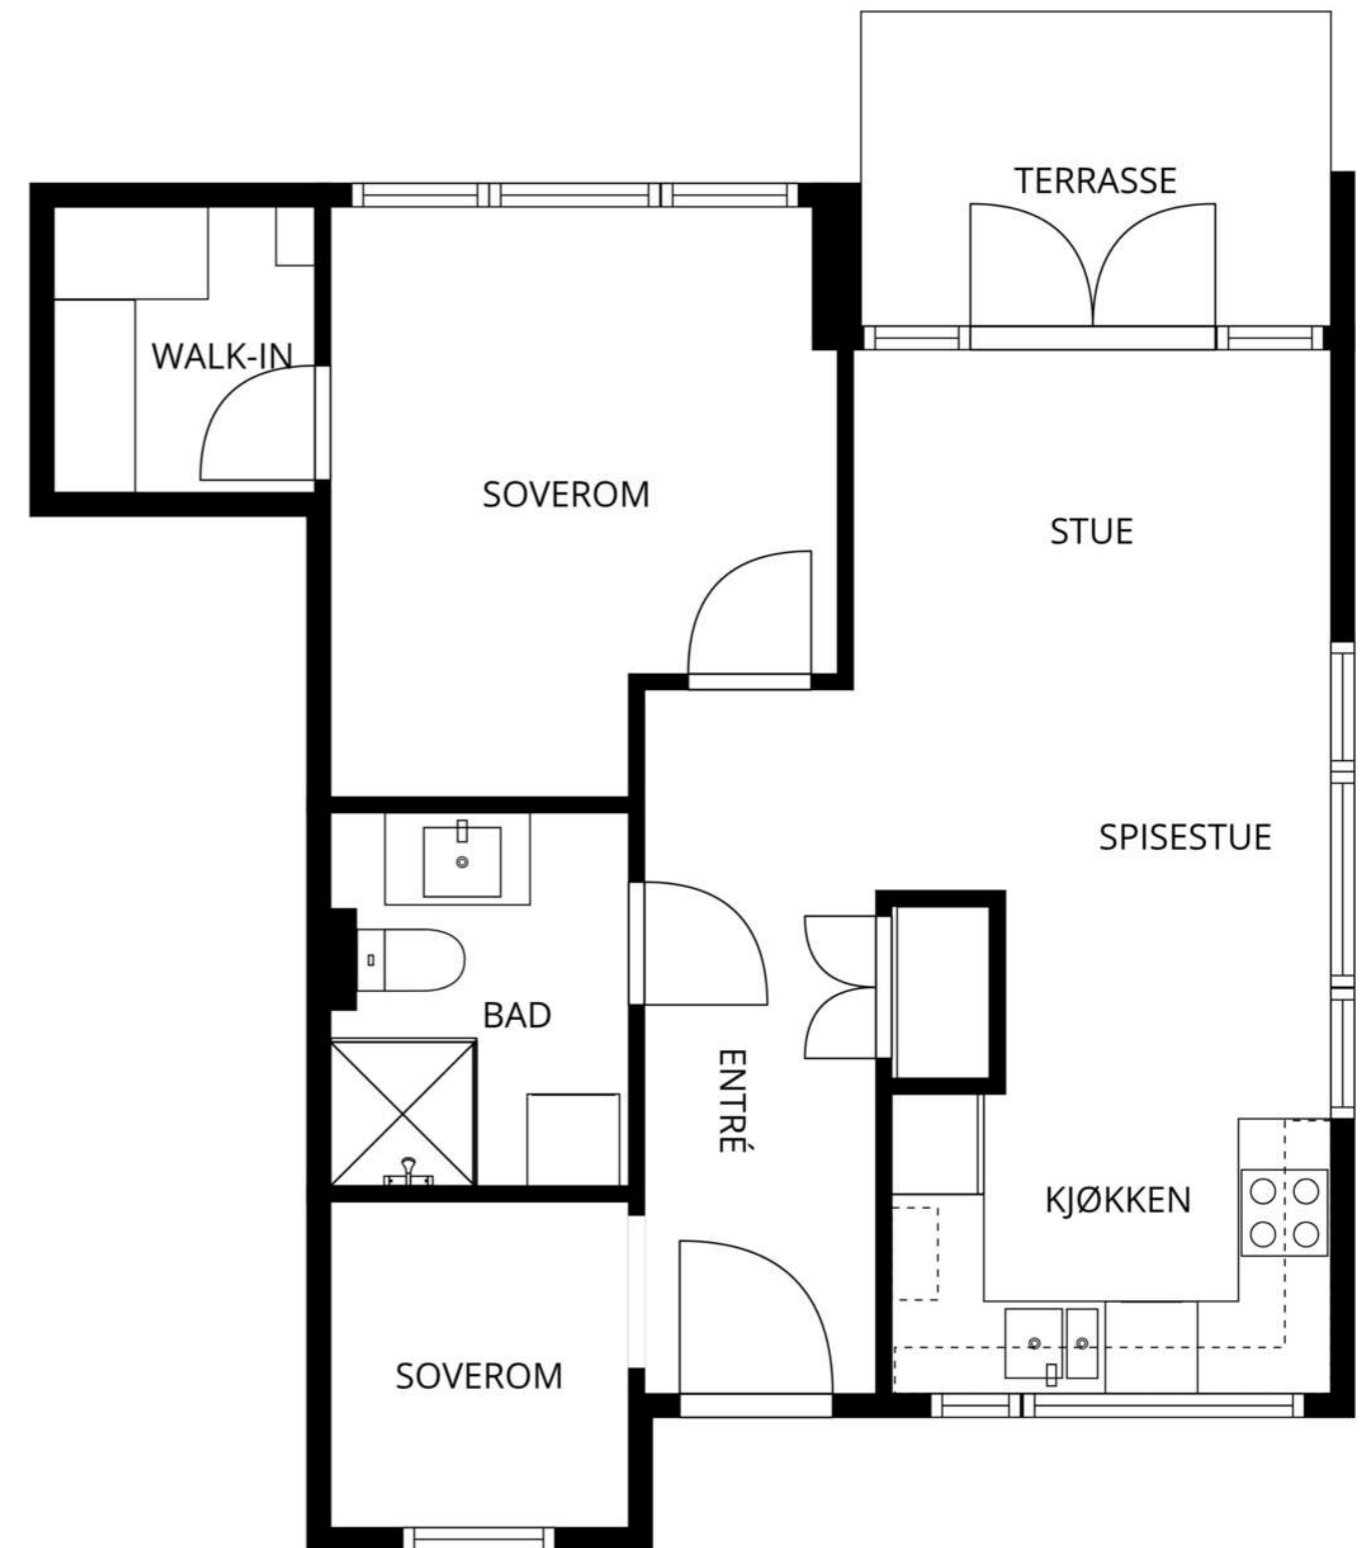 TERRASSE
WALK-IN
SOVEROM
STUE
SPISESTUE
BAD
ENTRÉ
KJØKKEN
SOVEROM